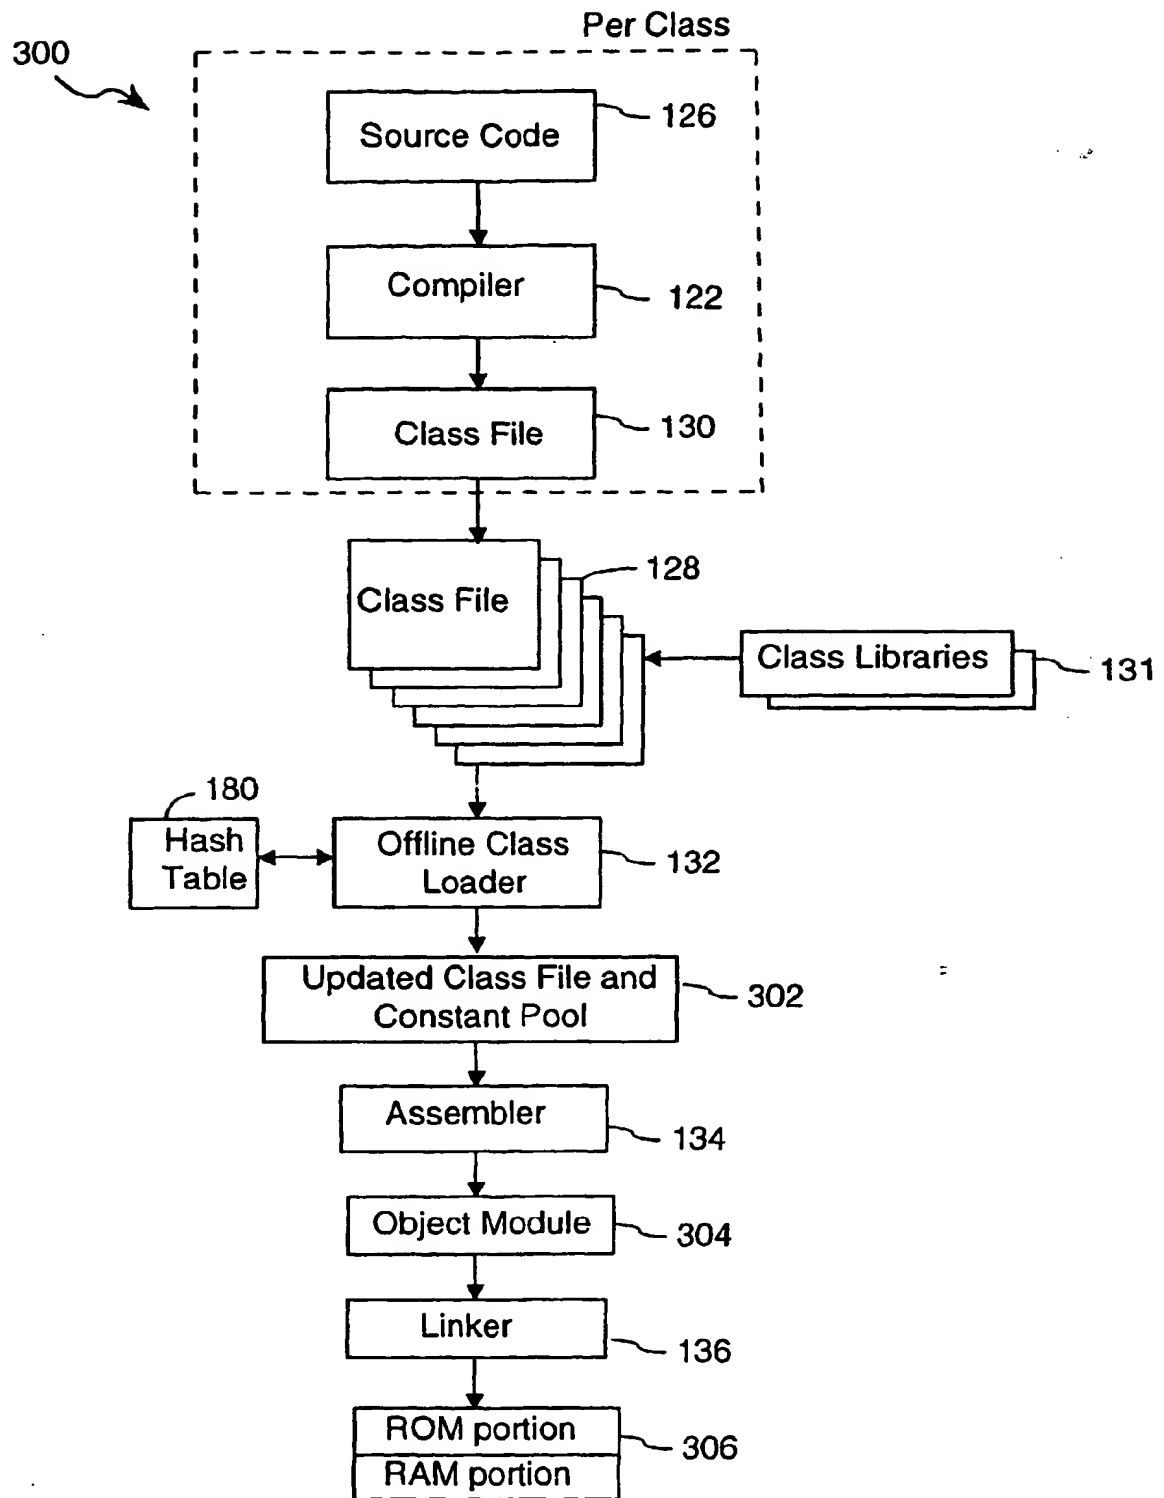 Per Class
300
Source Code
126
Compiler
122
Class File
130
Class File
128
Class Libraries
131
180
Hash
Table
Offline Class
Loader
132
Updated Class File and
Constant Pool
302
Assembler
134
Object Module
304
Linker
136
ROM portion
306
RAM portion